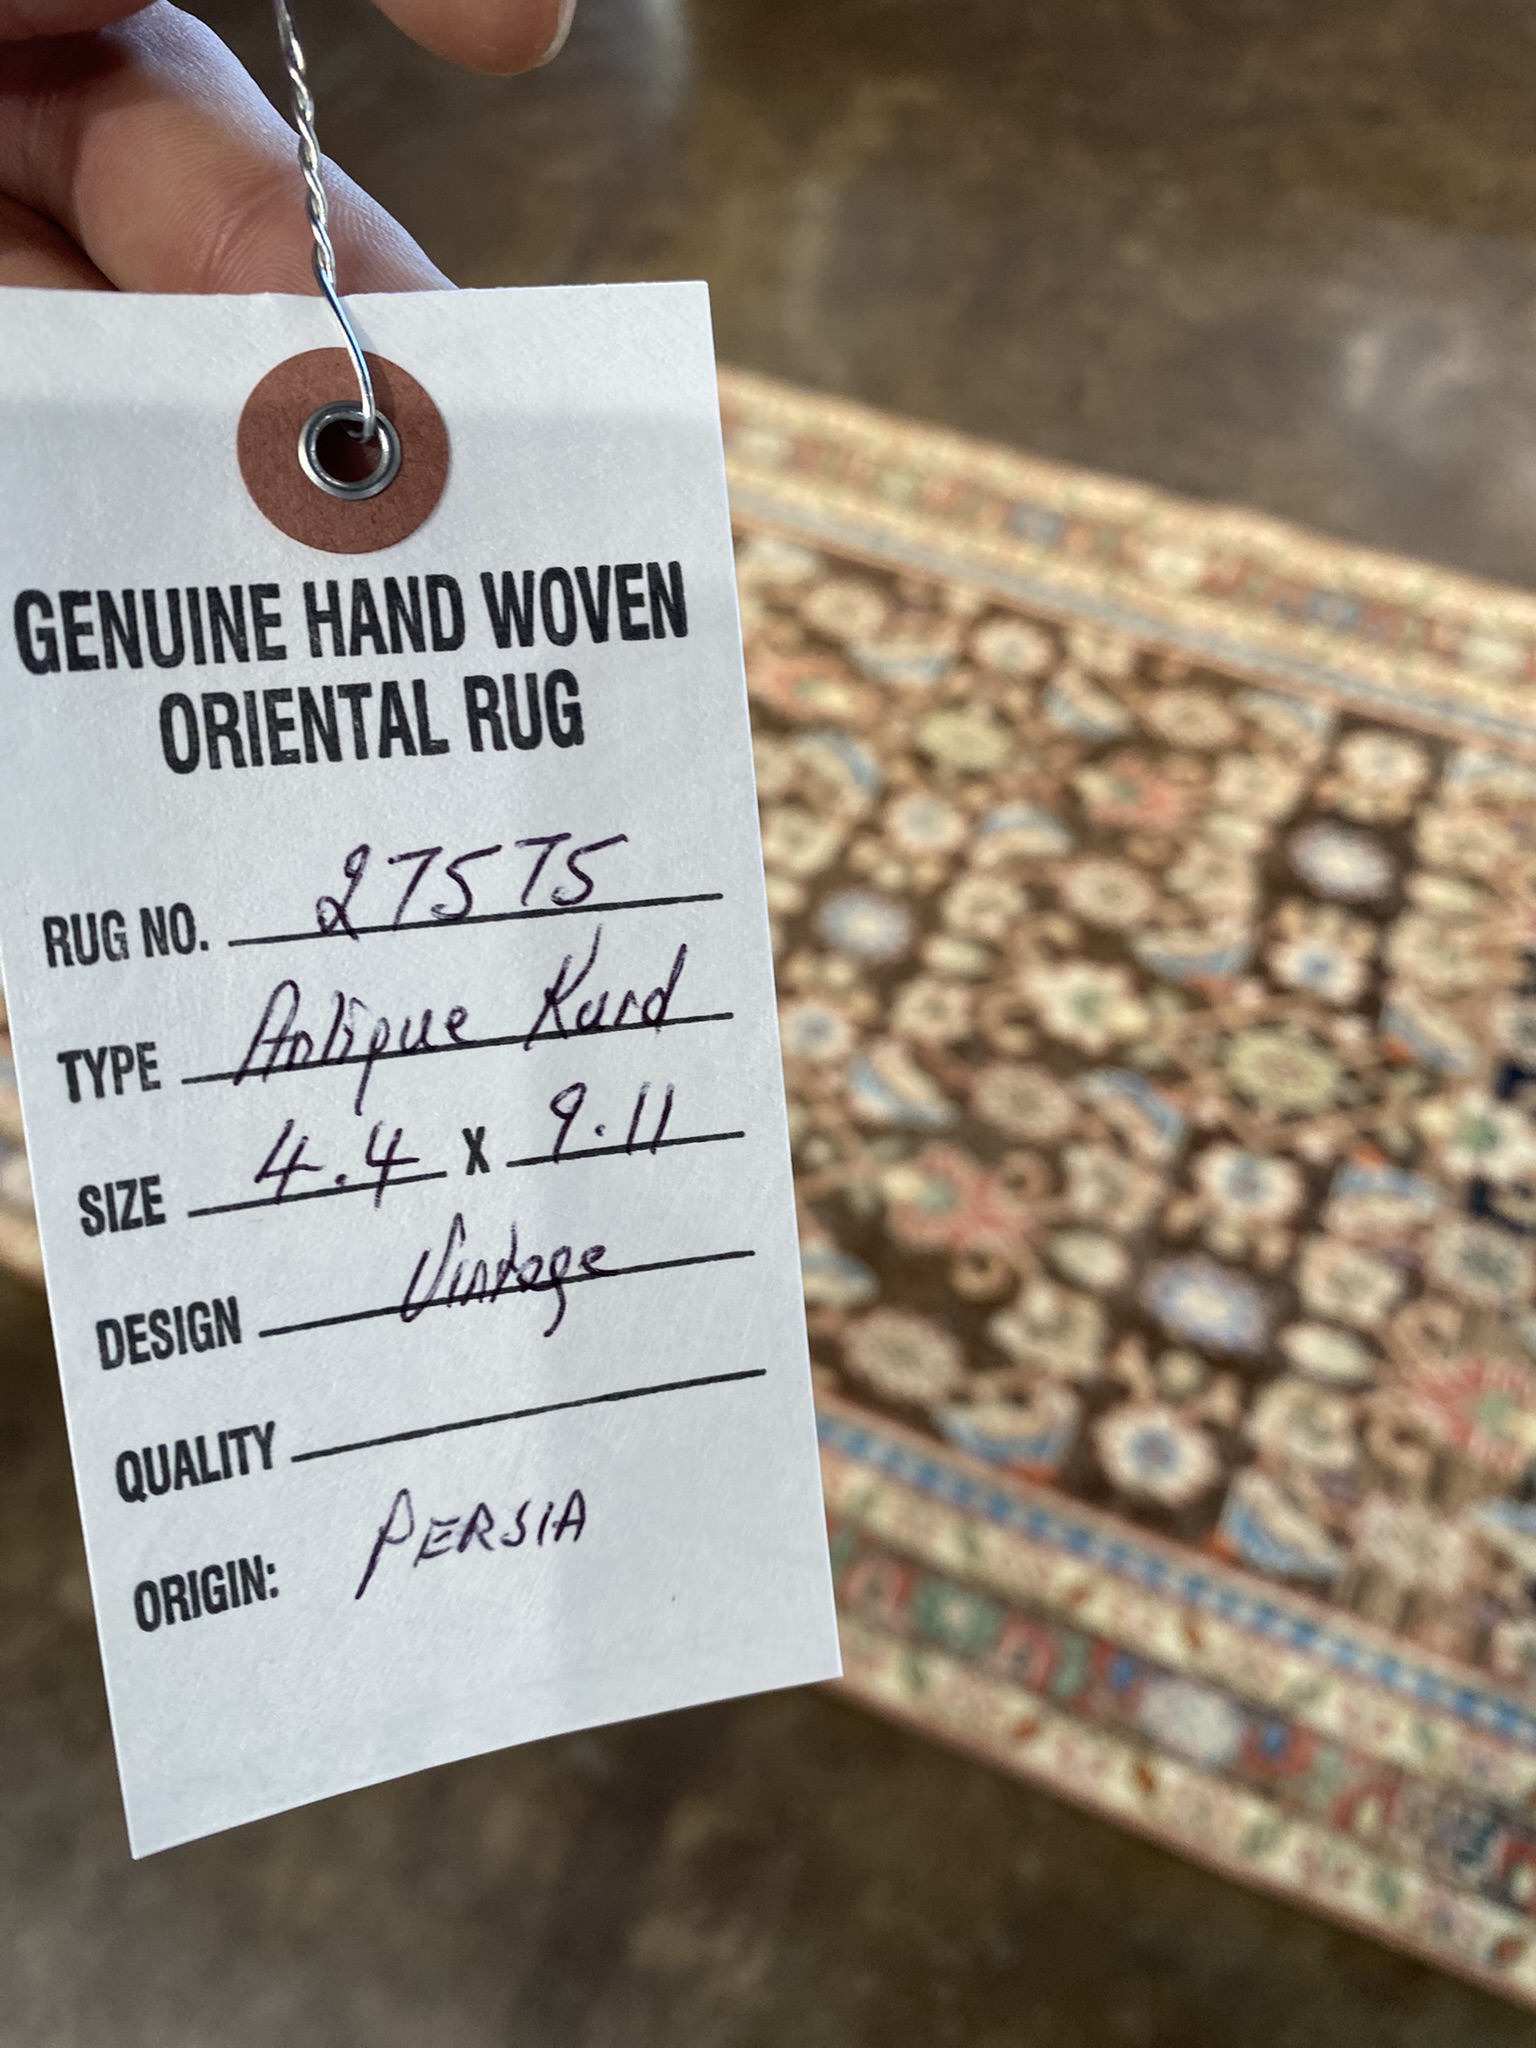 GENUINE HAND WOVEN
ORIENTAL RUG
RUG NO. 27575
TYPE Antique Kurd
SIZE 4.4 X 9.11
DESIGN Vintage
QUALITY
ORIGIN: PERSIA